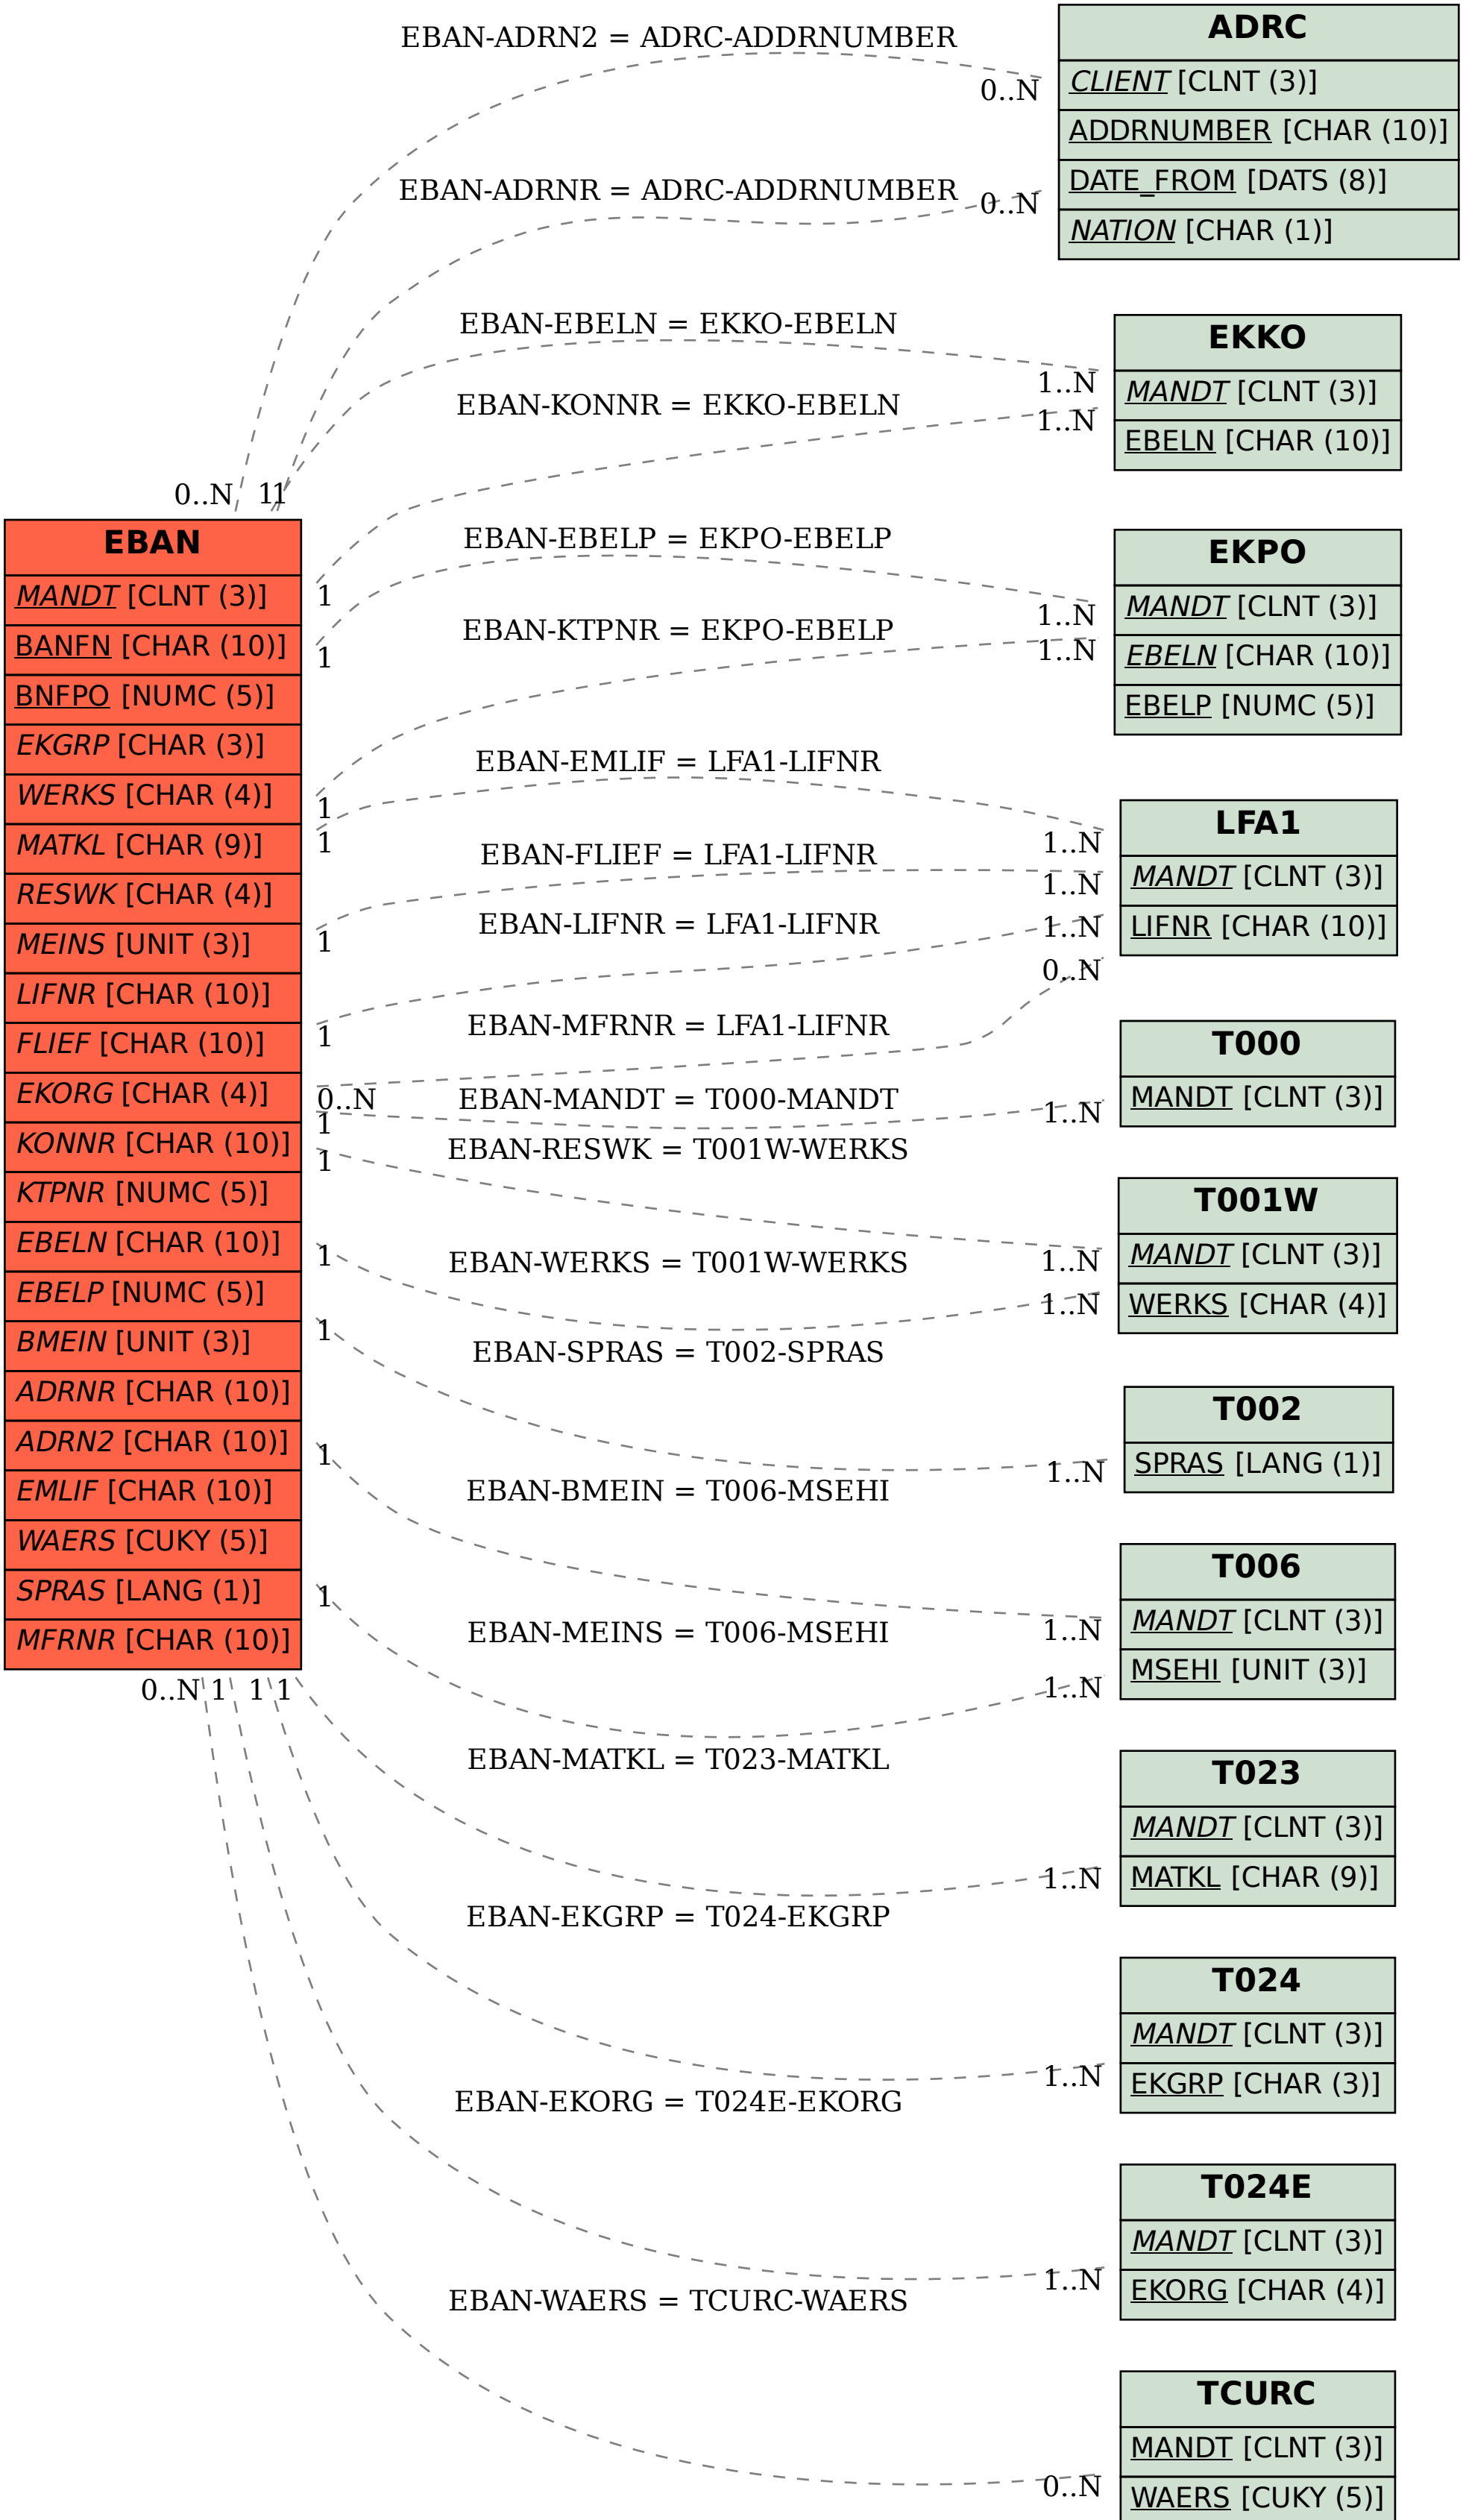 EBAN-ADRN2 = ADRC-ADDRNUMBER
0..N
EBAN-ADRNR = ADRC-ADDRNUMBER
0..N
ADRC
CLIENT [CLNT (3)]
ADDRNUMBER [CHAR (10)]
DATE_FROM [DATS (8)]
NATION [CHAR (1)]
EBAN-EBELN = EKKO-EBELN
1..N
EBAN-KONNR = EKKO-EBELN
1..N
EKKO
MANDT [CLNT (3)]
EBELN [CHAR (10)]
0..N
1
1
EBAN
MANDT [CLNT (3)]
BANFN [CHAR (10)]
BNFPO [NUMC (5)]
EKGRP [CHAR (3)]
WERKS [CHAR (4)]
MATKL [CHAR (9)]
RESWK [CHAR (4)]
MEINS [UNIT (3)]
LIFNR [CHAR (10)]
FLIEF [CHAR (10)]
EKORG [CHAR (4)]
KONNR [CHAR (10)]
KTPNR [NUMC (5)]
EBELN [CHAR (10)]
EBELP [NUMC (5)]
BMEIN [UNIT (3)]
ADRNR [CHAR (10)]
ADRN2 [CHAR (10)]
EMLIF [CHAR (10)]
WAERS [CUKY (5)]
SPRAS [LANG (1)]
MFRNR [CHAR (10)]
1
1
1
1
1
1
0..N
1
1
1
1
1
1
0..N
1
1
1
EBAN-EBELP = EKPO-EBELP
1..N
EBAN-KTPNR = EKPO-EBELP
1..N
EKPO
MANDT [CLNT (3)]
EBELN [CHAR (10)]
EBELP [NUMC (5)]
EBAN-EMLIF = LFA1-LIFNR
1..N
EBAN-FLIEF = LFA1-LIFNR
1..N
EBAN-LIFNR = LFA1-LIFNR
1..N
0..N
EBAN-MFRNR = LFA1-LIFNR
LFA1
MANDT [CLNT (3)]
LIFNR [CHAR (10)]
EBAN-MANDT = T000-MANDT
1..N
T000
MANDT [CLNT (3)]
EBAN-RESWK = T001W-WERKS
1..N
EBAN-WERKS = T001W-WERKS
1..N
T001W
MANDT [CLNT (3)]
WERKS [CHAR (4)]
EBAN-SPRAS = T002-SPRAS
1..N
T002
SPRAS [LANG (1)]
EBAN-BMEIN = T006-MSEHI
1..N
EBAN-MEINS = T006-MSEHI
1..N
T006
MANDT [CLNT (3)]
MSEHI [UNIT (3)]
EBAN-MATKL = T023-MATKL
1..N
T023
MANDT [CLNT (3)]
MATKL [CHAR (9)]
EBAN-EKGRP = T024-EKGRP
1..N
T024
MANDT [CLNT (3)]
EKGRP [CHAR (3)]
EBAN-EKORG = T024E-EKORG
1..N
T024E
MANDT [CLNT (3)]
EKORG [CHAR (4)]
EBAN-WAERS = TCURC-WAERS
0..N
TCURC
MANDT [CLNT (3)]
WAERS [CUKY (5)]